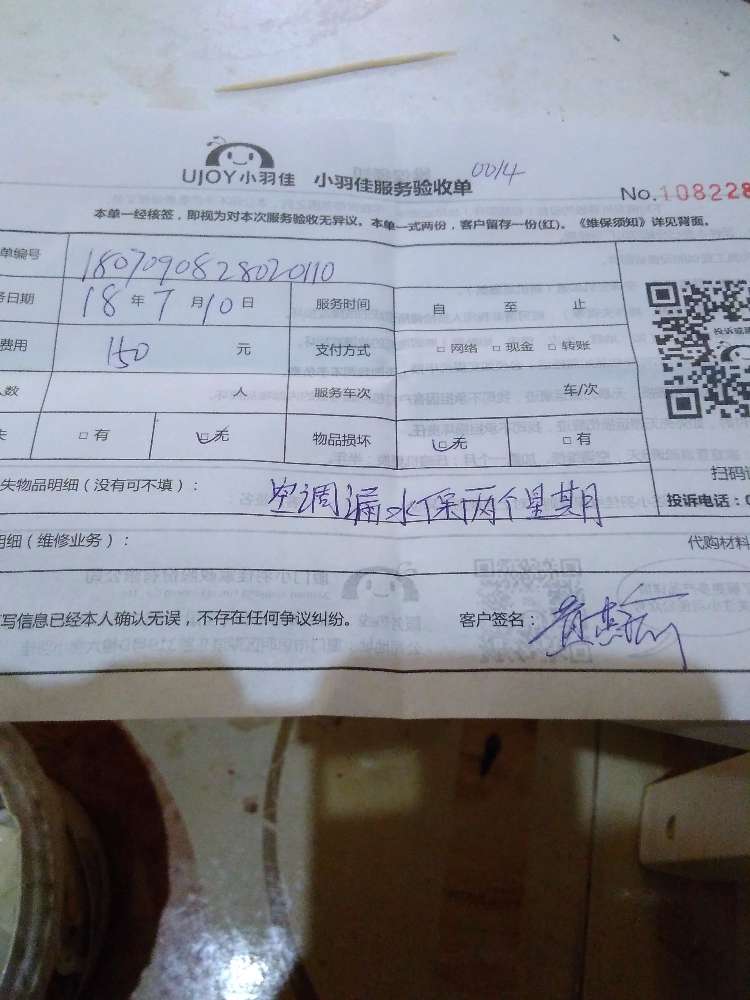 UJOY小羽佳 小羽佳服务验收单 0014
No.108228
本单一经核签，即视为对本次服务验收无异议。本单一式两份，客户留存一份(红)。《维保须知》详见背面。
单编号 1807090828020110
务日期 18 年 7 月 10 日 服务时间 自 至 止
费用 150 元 支付方式 □ 网络 □ 现金 □ 转账
人数 人 服务车次 车/次
失 □ 有 □ 无 物品损坏 □ 无 □ 有
投诉或
扫码
失物品明细（没有可不填）： 空调漏水保两个星期月
投诉电话：0
明细（维修业务）： 代购材料
写信息已经本人确认无误，不存在任何争议纠纷。 客户签名：